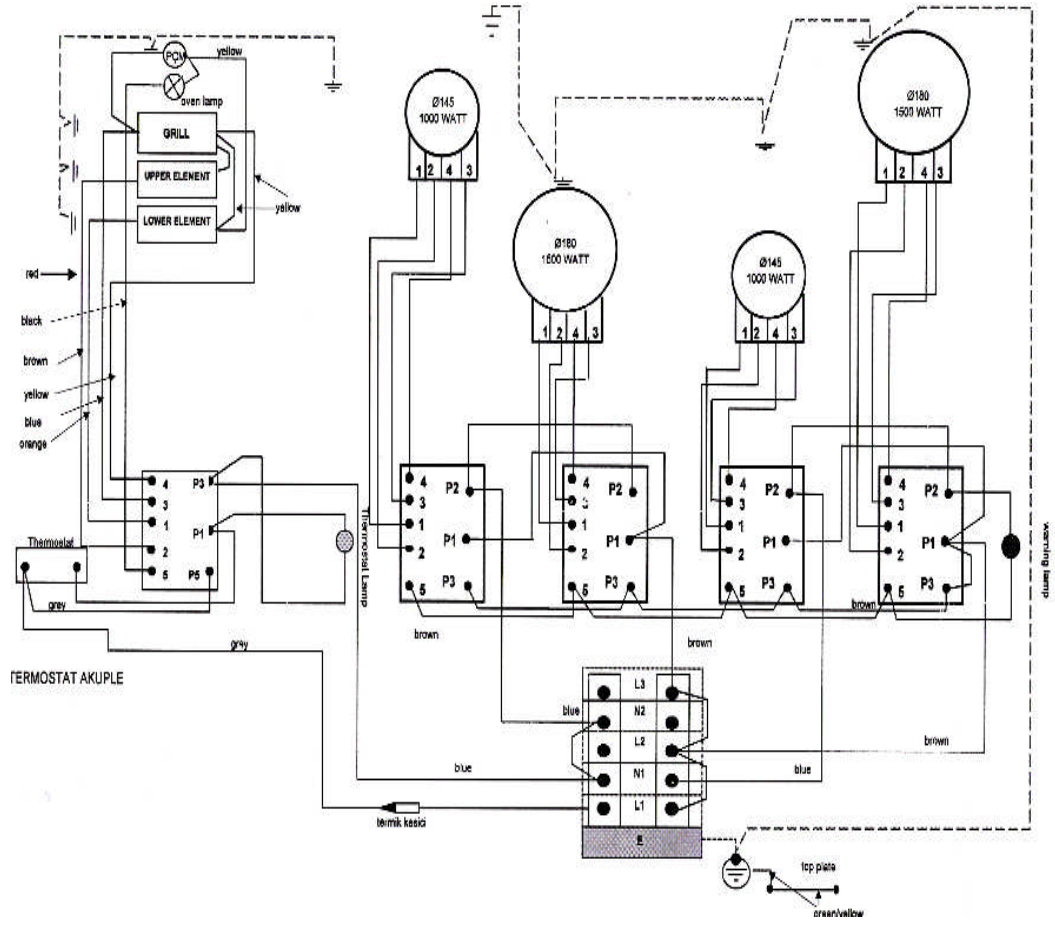 yellow
PCM
oven lamp
GRILL
UPPER ELEMENT
LOWER ELEMENT
yellow
red
black
brown
yellow
blue
orange
Ø145
1000 WATT
1 2 4 3
Ø180
1500 WATT
1 2 4 3
Ø145
1000 WATT
1 2 4 3
Ø180
1500 WATT
1 2 4 3
4 P3
3
1 P1
2
5 P5
Thermostat
grey
Thermostat Lamp
4 P2
3
1
P1
2
P3
5
4 P2
3
1
P1
2
5 P3
4 P2
3
1
P1
2
P3
5
4 P2
3
1
P1
2
P3
5
warning lamp
brown
brown
brown
grey
TERMOSTAT AKUPLE
L3
N2
L2
N1
L1
E
blue
blue
blue
brown
termik kesici
top plate
green/yellow